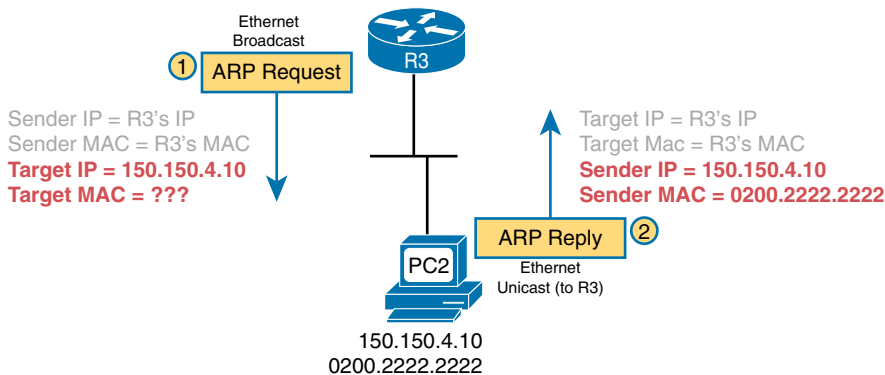 Ethernet
Broadcast
1
ARP Request
R3
Sender IP = R3's IP
Sender MAC = R3's MAC
Target IP = 150.150.4.10
Target MAC = ???
Target IP = R3's IP
Target Mac = R3's MAC
Sender IP = 150.150.4.10
Sender MAC = 0200.2222.2222
ARP Reply
2
Ethernet
Unicast (to R3)
PC2
150.150.4.10
0200.2222.2222